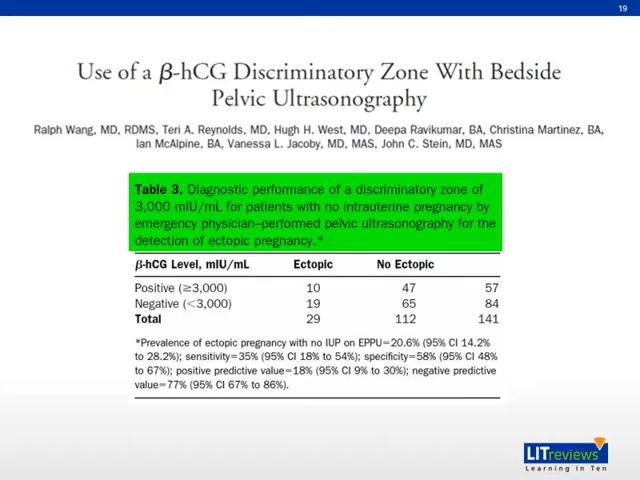 19
Use of a β-hCG Discriminatory Zone With Bedside
Pelvic Ultrasonography
Ralph Wang, MD, RDMS, Teri A. Reynolds, MD, Hugh H. West, MD, Deepa Ravikumar, BA, Christina Martinez, BA,
Ian McAlpine, BA, Vanessa L. Jacoby, MD, MAS, John C. Stein, MD, MAS
Table 3. Diagnostic performance of a discriminatory zone of
3,000 mIU/mL for patients with no intrauterine pregnancy by
emergency physician–performed pelvic ultrasonography for the
detection of ectopic pregnancy.*
β-hCG Level, mIU/mL Ectopic No Ectopic
Positive (≥3,000) 10 47 57
Negative (<3,000) 19 65 84
Total 29 112 141
*Prevalence of ectopic pregnancy with no IUP on EPPU=20.6% (95% CI 14.2%
to 28.2%); sensitivity=35% (95% CI 18% to 54%); specificity=58% (95% CI 48%
to 67%); positive predictive value=18% (95% CI 9% to 30%); negative predictive
value=77% (95% CI 67% to 86%).
LITreviews
Learning In Ten